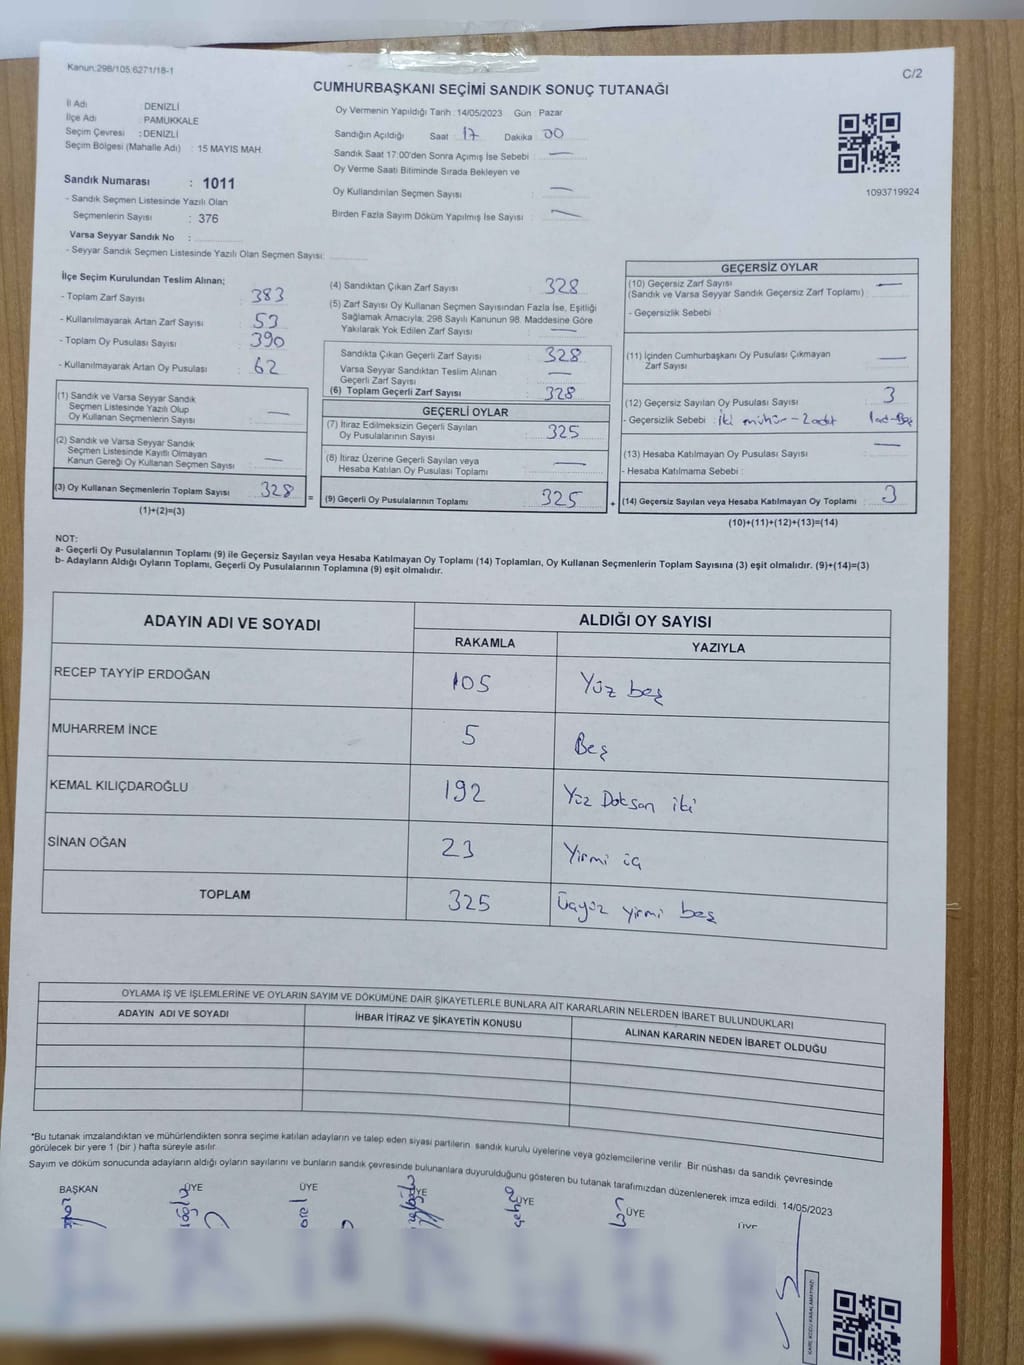 Kanun:298/105;6271/18-1
C/2
CUMHURBAŞKANI SEÇİMİ SANDIK SONUÇ TUTANAĞI
İl Adı : DENİZLİ
İlçe Adı : PAMUKKALE
Seçim Çevresi : DENİZLİ
Seçim Bölgesi (Mahalle Adı) : 15 MAYIS MAH.
Sandık Numarası : 1011
- Sandık Seçmen Listesinde Yazılı Olan
Seçmenlerin Sayısı : 376
Varsa Seyyar Sandık No :
- Seyyar Sandık Seçmen Listesinde Yazılı Olan Seçmen Sayısı:
Oy Vermenin Yapıldığı Tarih :14/05/2023 Gün : Pazar
Sandığın Açıldığı Saat 17 Dakika 00
Sandık Saat 17:00'den Sonra Açımış İse Sebebi : —
Oy Verme Saati Bitiminde Sırada Bekleyen ve
Oy Kullandırılan Seçmen Sayısı : —
Birden Fazla Sayım Döküm Yapılmış İse Sayısı : —
1093719924
İlçe Seçim Kurulundan Teslim Alınan;
- Toplam Zarf Sayısı : 383
- Kullanılmayarak Artan Zarf Sayısı : 53
- Toplam Oy Pusulası Sayısı : 390
- Kullanılmayarak Artan Oy Pusulası : 62
(1) Sandık ve Varsa Seyyar Sandık
Seçmen Listesinde Yazılı Olup
Oy Kullanan Seçmenlerin Sayısı : —
(2) Sandık ve Varsa Seyyar Sandık
Seçmen Listesinde Kayıtlı Olmayan
Kanun Gereği Oy Kullanan Seçmen Sayısı : —
(3) Oy Kullanan Seçmenlerin Toplam Sayısı : 328 =
(1)+(2)=(3)
(4) Sandıktan Çıkan Zarf Sayısı : 328
(5) Zarf Sayısı Oy Kullanan Seçmen Sayısından Fazla İse, Eşitliği
Sağlamak Amacıyla; 298 Sayılı Kanunun 98. Maddesine Göre
Yakılarak Yok Edilen Zarf Sayısı : —
Sandıkta Çıkan Geçerli Zarf Sayısı : 328
Varsa Seyyar Sandıktan Teslim Alınan
Geçerli Zarf Sayısı : —
(6) Toplam Geçerli Zarf Sayısı : 328
GEÇERLİ OYLAR
(7) İtiraz Edilmeksizin Geçerli Sayılan
Oy Pusulalarının Sayısı : 325
(8) İtiraz Üzerine Geçerli Sayılan veya
Hesaba Katılan Oy Pusulası Toplamı : —
(9) Geçerli Oy Pusulalarının Toplamı : 325 +
GEÇERSİZ OYLAR
(10) Geçersiz Zarf Sayısı : —
(Sandık ve Varsa Seyyar Sandık Geçersiz Zarf Toplamı)
- Geçersizlik Sebebi :
(11) İçinden Cumhurbaşkanı Oy Pusulası Çıkmayan
Zarf Sayısı : —
(12) Geçersiz Sayılan Oy Pusulası Sayısı : 3
- Geçersizlik Sebebi : İki mühür-2 adet 1 ad-Boş
(13) Hesaba Katılmayan Oy Pusulası Sayısı : —
- Hesaba Katılmama Sebebi :
(14) Geçersiz Sayılan veya Hesaba Katılmayan Oy Toplamı : 3
(10)+(11)+(12)+(13)=(14)
NOT:
a- Geçerli Oy Pusulalarının Toplamı (9) ile Geçersiz Sayılan veya Hesaba Katılmayan Oy Toplamı (14) Toplamları, Oy Kullanan Seçmenlerin Toplam Sayısına (3) eşit olmalıdır. (9)+(14)=(3)
b- Adayların Aldığı Oyların Toplamı, Geçerli Oy Pusulalarının Toplamına (9) eşit olmalıdır.
ADAYIN ADI VE SOYADI ALDIĞI OY SAYISI
RAKAMLA YAZIYLA
RECEP TAYYİP ERDOĞAN 105 Yüz beş
MUHARREM İNCE 5 Beş
KEMAL KILIÇDAROĞLU 192 Yüz Doksan iki
SİNAN OĞAN 23 Yirmi üç
TOPLAM 325 Üçyüz yirmi beş
OYLAMA İŞ VE İŞLEMLERİNE VE OYLARIN SAYIM VE DÖKÜMÜNE DAİR ŞİKAYETLERLE BUNLARA AİT KARARLARIN NELERDEN İBARET BULUNDUKLARI
ADAYIN ADI VE SOYADI İHBAR İTİRAZ VE ŞİKAYETİN KONUSU ALINAN KARARIN NEDEN İBARET OLDUĞU
*Bu tutanak imzalandıktan ve mühürlendikten sonra seçime katılan adayların ve talep eden siyasi partilerin sandık kurulu üyelerine veya gözlemcilerine verilir. Bir nüshası da sandık çevresinde
görülecek bir yere 1 (bir ) hafta süreyle asılır.
Sayım ve döküm sonucunda adayların aldığı oyların sayılarını ve bunların sandık çevresinde bulunanlara duyurulduğunu gösteren bu tutanak tarafımızdan düzenlenerek imza edildi. 14/05/2023
BAŞKAN ÜYE ÜYE ÜYE ÜYE ÜYE ÜYE
KARE KODU KARALAMAYINIZ!